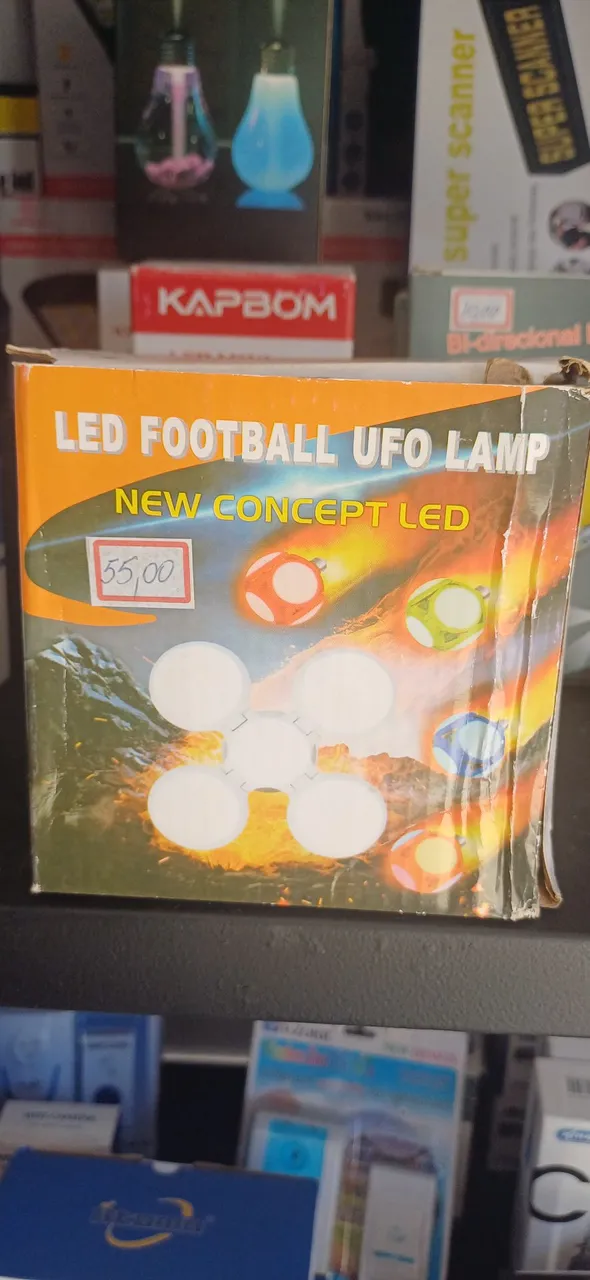 super scanner
SUPER SCANNER
KAPBOM
Bi-direcional
LED FOOTBALL UFO LAMP
NEW CONCEPT LED
55,00